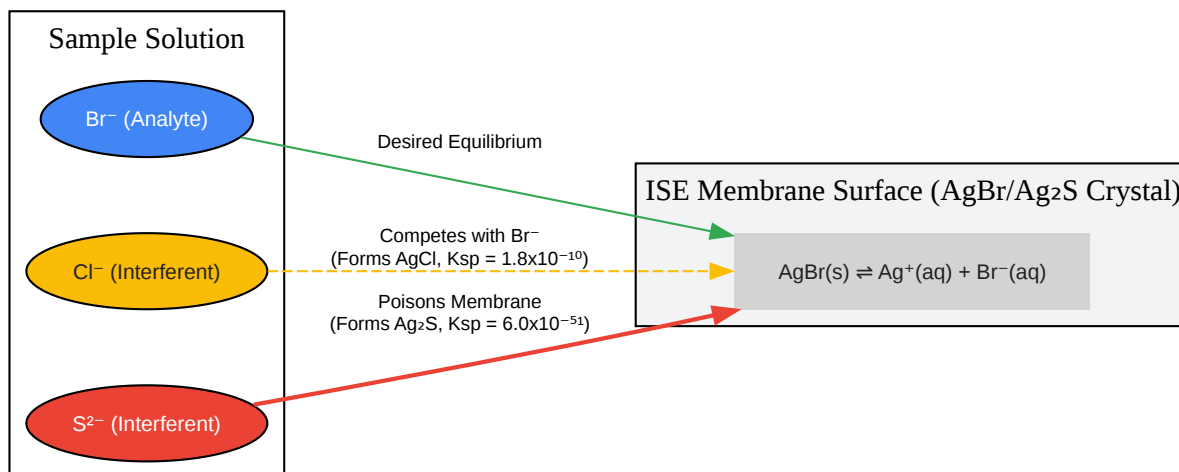 Sample Solution
Br⁻ (Analyte)
Desired Equilibrium
ISE Membrane Surface (AgBr/Ag₂S Crystal)
Cl⁻ (Interferent)
Competes with Br⁻
(Forms AgCl, Ksp = 1.8x10⁻¹⁰)
AgBr(s) ⇌ Ag⁺(aq) + Br⁻(aq)
Poisons Membrane
(Forms Ag₂S, Ksp = 6.0x10⁻⁵¹)
S²⁻ (Interferent)